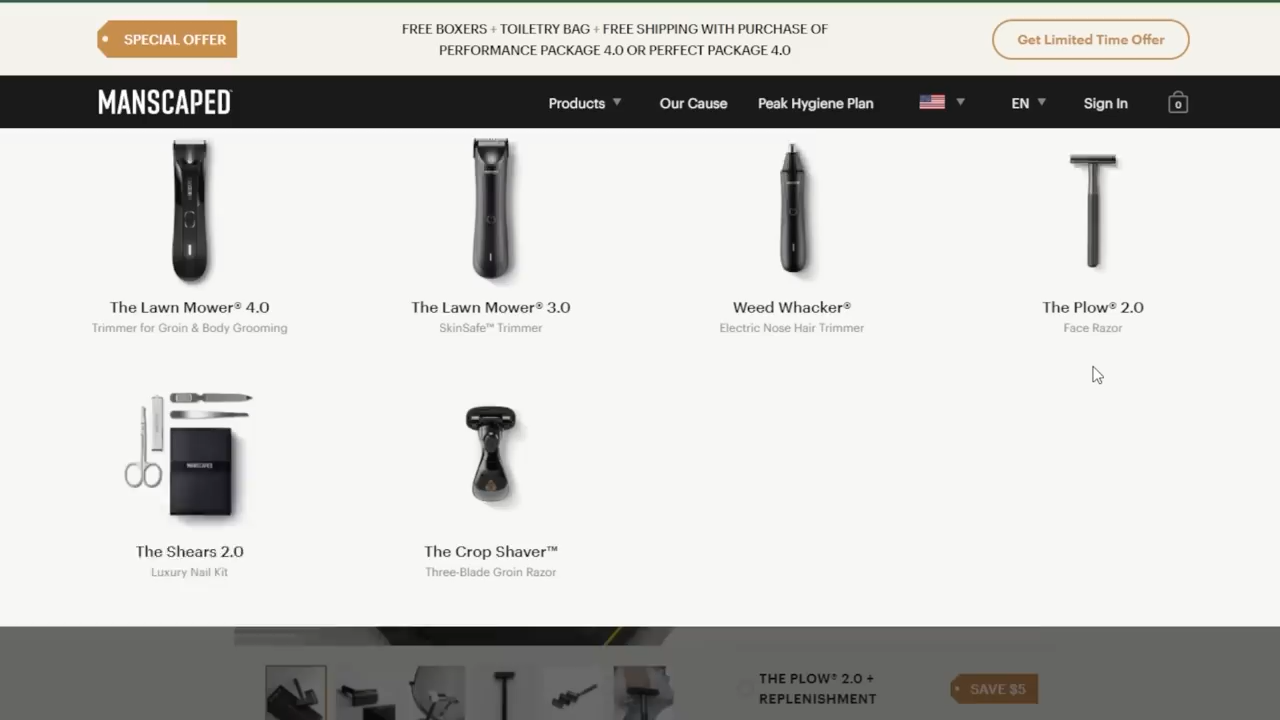 SPECIAL OFFER
FREE BOXERS + TOILETRY BAG + FREE SHIPPING WITH PURCHASE OF
PERFORMANCE PACKAGE 4.0 OR PERFECT PACKAGE 4.0
Get Limited Time Offer
MANSCAPED
Products
Our Cause
Peak Hygiene Plan
EN
Sign In
0
The Lawn Mower® 4.0
Trimmer for Groin & Body Grooming
The Lawn Mower® 3.0
SkinSafe™ Trimmer
Weed Whacker®
Electric Nose Hair Trimmer
The Plow® 2.0
Face Razor
MANSCAPED
The Shears 2.0
Luxury Nail Kit
The Crop Shaver™
Three-Blade Groin Razor
THE PLOW® 2.0 +
REPLENISHMENT
SAVE $5